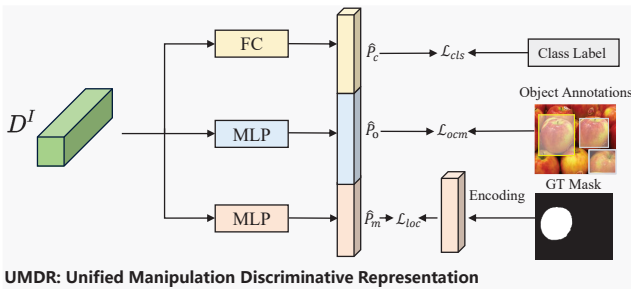 FC
P̂_c
ℒ_cls
Class Label
Object Annotations
D^I
MLP
P̂_o
ℒ_ocm
GT Mask
Encoding
MLP
P̂_m
ℒ_loc
UMDR: Unified Manipulation Discriminative Representation